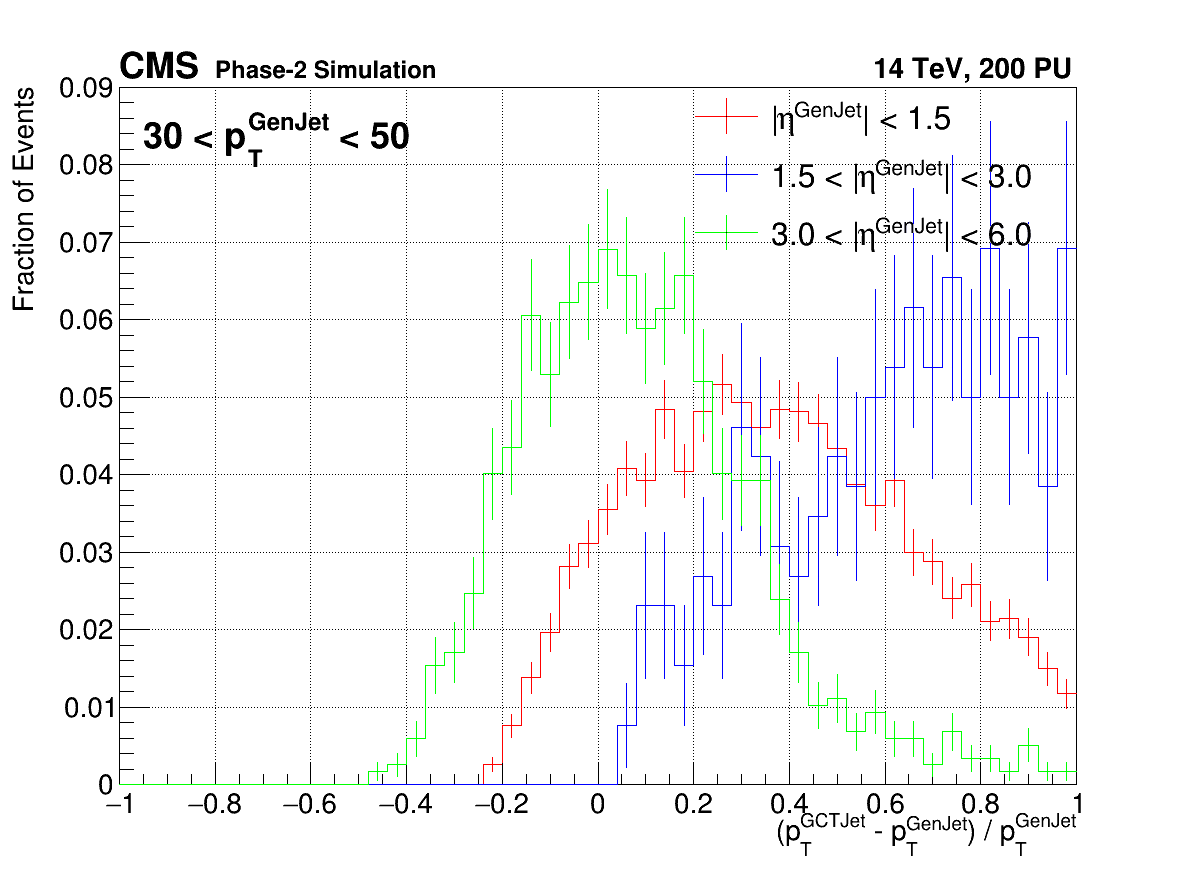 CMS Phase-2 Simulation 14 TeV, 200 PU
Fraction of Events
30 < p_T^GenJet < 50
|η^GenJet| < 1.5
1.5 < |η^GenJet| < 3.0
3.0 < |η^GenJet| < 6.0
0.09
0.08
0.07
0.06
0.05
0.04
0.03
0.02
0.01
0
−1 −0.8 −0.6 −0.4 −0.2 0 0.2 0.4 0.6 0.8 1
(p_T^GCTJet - p_T^GenJet) / p_T^GenJet